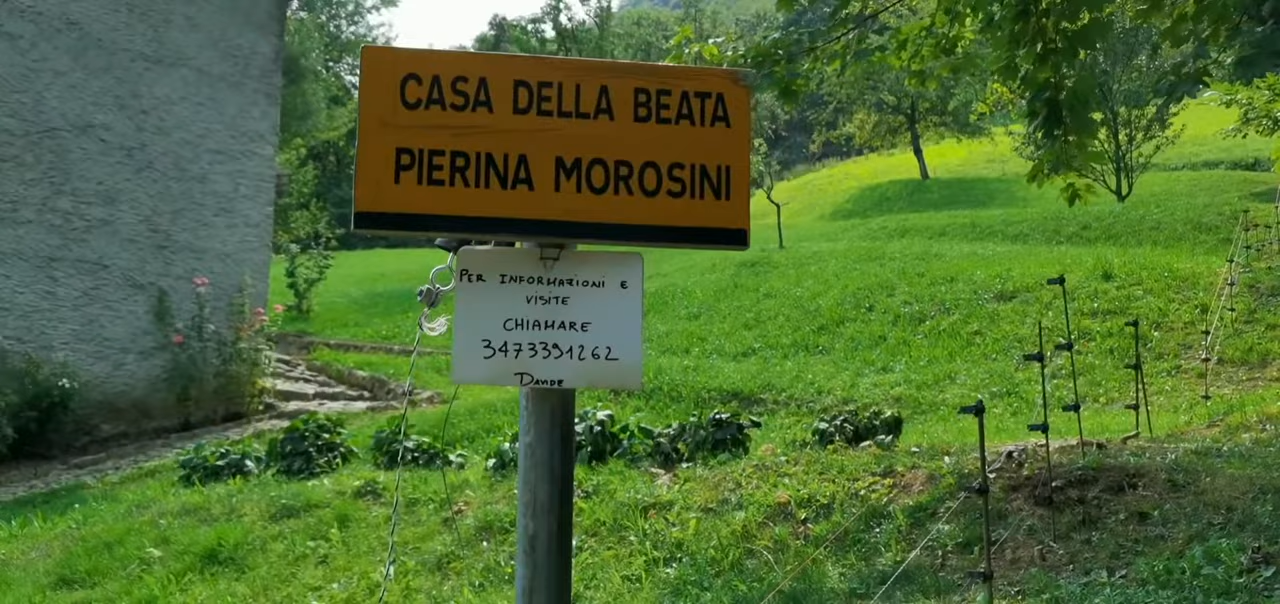 CASA DELLA BEATA
PIERINA MOROSINI
PER INFORMAZIONI E
VISITE
CHIAMARE
3473391262
DAVIDE